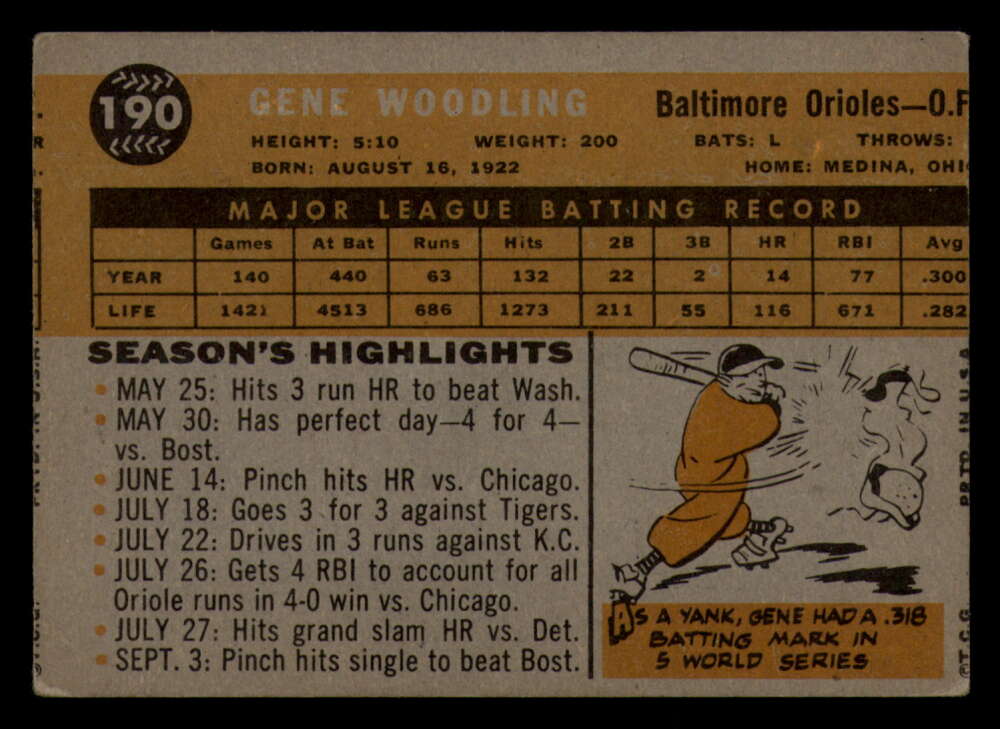 190
GENE WOODLING
Baltimore Orioles—O.F
HEIGHT: 5:10 WEIGHT: 200 BATS: L THROWS:
BORN: AUGUST 16, 1922 HOME: MEDINA, OHI
MAJOR LEAGUE BATTING RECORD
Games At Bat Runs Hits 2B 3B HR RBI Avg
YEAR 140 440 63 132 22 2 14 77 .300
LIFE 1421 4513 686 1273 211 55 116 671 .282
SEASON'S HIGHLIGHTS
• MAY 25: Hits 3 run HR to beat Wash.
• MAY 30: Has perfect day—4 for 4—
vs. Bost.
• JUNE 14: Pinch hits HR vs. Chicago.
• JULY 18: Goes 3 for 3 against Tigers.
• JULY 22: Drives in 3 runs against K.C.
• JULY 26: Gets 4 RBI to account for all
Oriole runs in 4-0 win vs. Chicago.
• JULY 27: Hits grand slam HR vs. Det.
• SEPT. 3: Pinch hits single to beat Bost.
AS A YANK, GENE HAD A .318
BATTING MARK IN
5 WORLD SERIES
©T.C.G. PRTD IN U.S.A